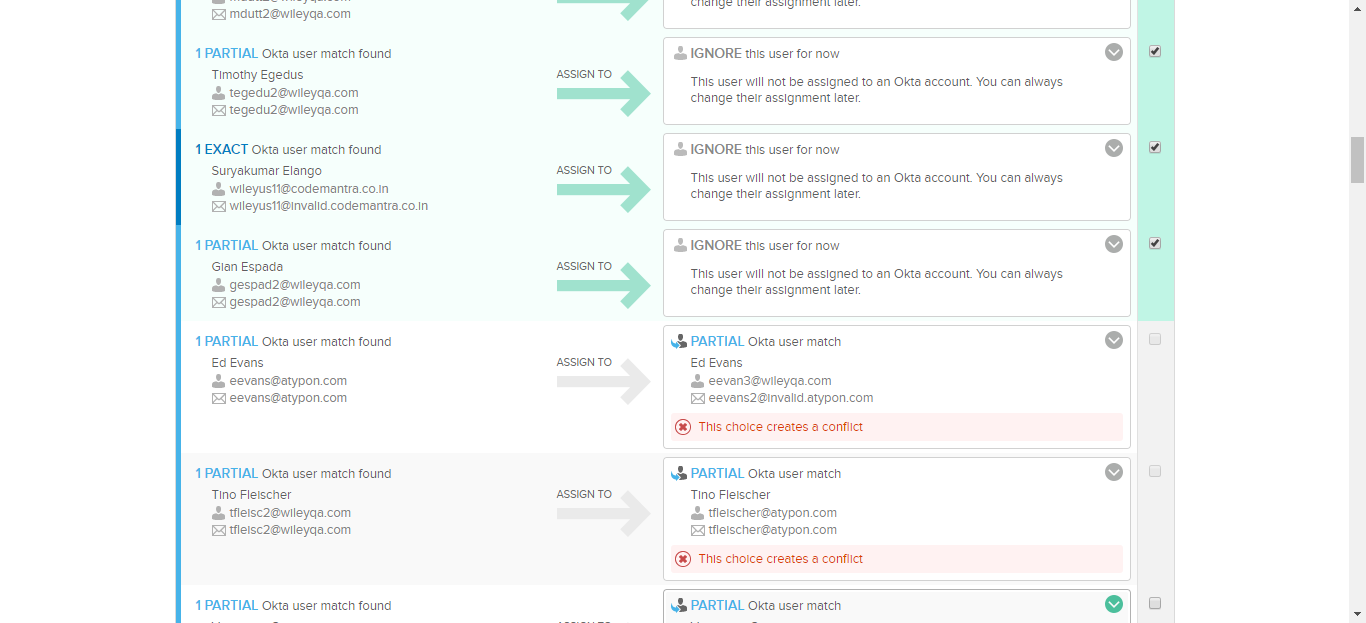 mdutt2@wileyqa.com
change their assignment later.
1 PARTIAL Okta user match found
Timothy Egedus
tegedu2@wileyqa.com
tegedu2@wileyqa.com
ASSIGN TO
IGNORE this user for now
This user will not be assigned to an Okta account. You can always
change their assignment later.
1 EXACT Okta user match found
Suryakumar Elango
wileyus11@codemantra.co.in
wileyus11@invalid.codemantra.co.in
ASSIGN TO
IGNORE this user for now
This user will not be assigned to an Okta account. You can always
change their assignment later.
1 PARTIAL Okta user match found
Gian Espada
gespad2@wileyqa.com
gespad2@wileyqa.com
ASSIGN TO
IGNORE this user for now
This user will not be assigned to an Okta account. You can always
change their assignment later.
1 PARTIAL Okta user match found
Ed Evans
eevans@atypon.com
eevans@atypon.com
ASSIGN TO
PARTIAL Okta user match
Ed Evans
eevan3@wileyqa.com
eevans2@invalid.atypon.com
This choice creates a conflict
1 PARTIAL Okta user match found
Tino Fleischer
tfleisc2@wileyqa.com
tfleisc2@wileyqa.com
ASSIGN TO
PARTIAL Okta user match
Tino Fleischer
tfleischer@atypon.com
tfleischer@atypon.com
This choice creates a conflict
1 PARTIAL Okta user match found
PARTIAL Okta user match